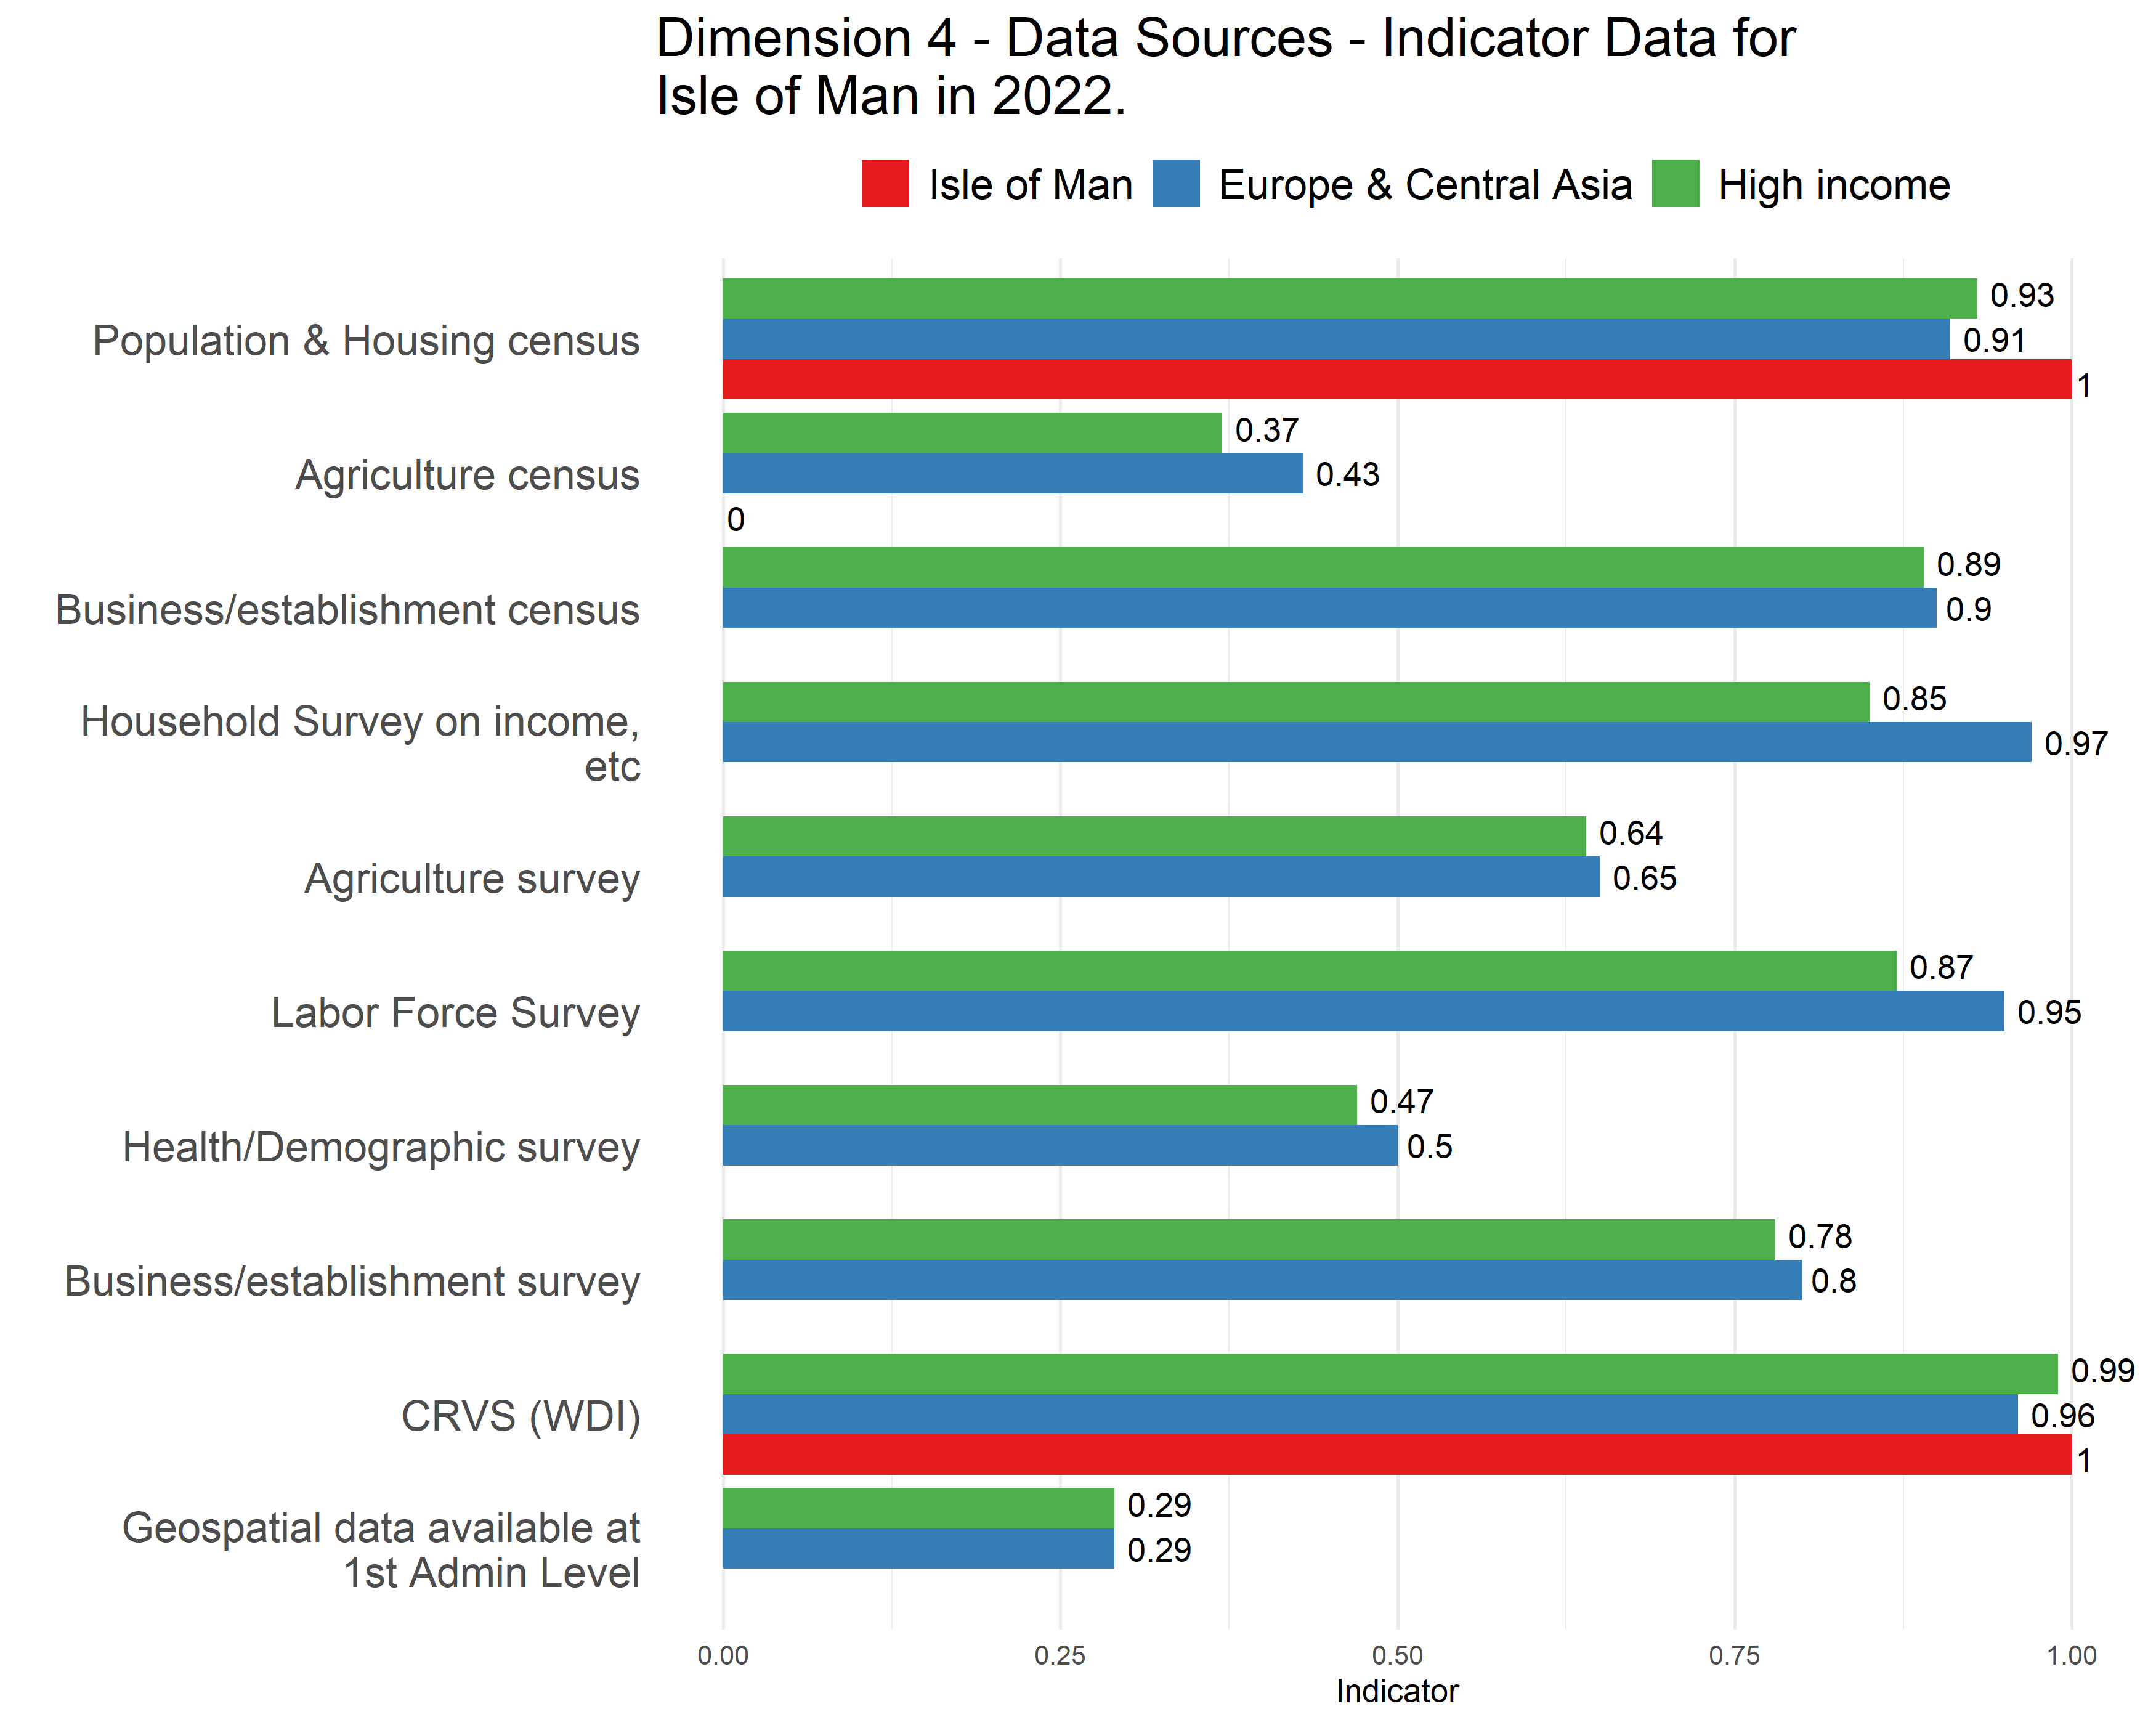 Dimension 4 - Data Sources - Indicator Data for
Isle of Man in 2022.
Isle of Man
Europe & Central Asia
High income
Population & Housing census
0.93
0.91
1
Agriculture census
0.37
0.43
0
Business/establishment census
0.89
0.9
Household Survey on income,
etc
0.85
0.97
Agriculture survey
0.64
0.65
Labor Force Survey
0.87
0.95
Health/Demographic survey
0.47
0.5
Business/establishment survey
0.78
0.8
CRVS (WDI)
0.99
0.96
1
Geospatial data available at
1st Admin Level
0.29
0.29
0.00
0.25
0.50
0.75
1.00
Indicator